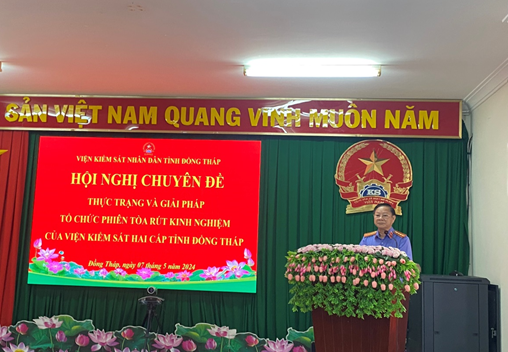 SẢN VIỆT NAM QUANG VINH MUÔN NĂM
VIỆN KIỂM SÁT NHÂN DÂN TỈNH ĐỒNG THÁP
HỘI NGHỊ CHUYÊN ĐỀ
THỰC TRẠNG VÀ GIẢI PHÁP
TỔ CHỨC PHIÊN TÒA RÚT KINH NGHIỆM
CỦA VIỆN KIỂM SÁT HAI CẤP TỈNH ĐỒNG THÁP
Đồng Tháp, ngày 07 tháng 5 năm 2024
KS